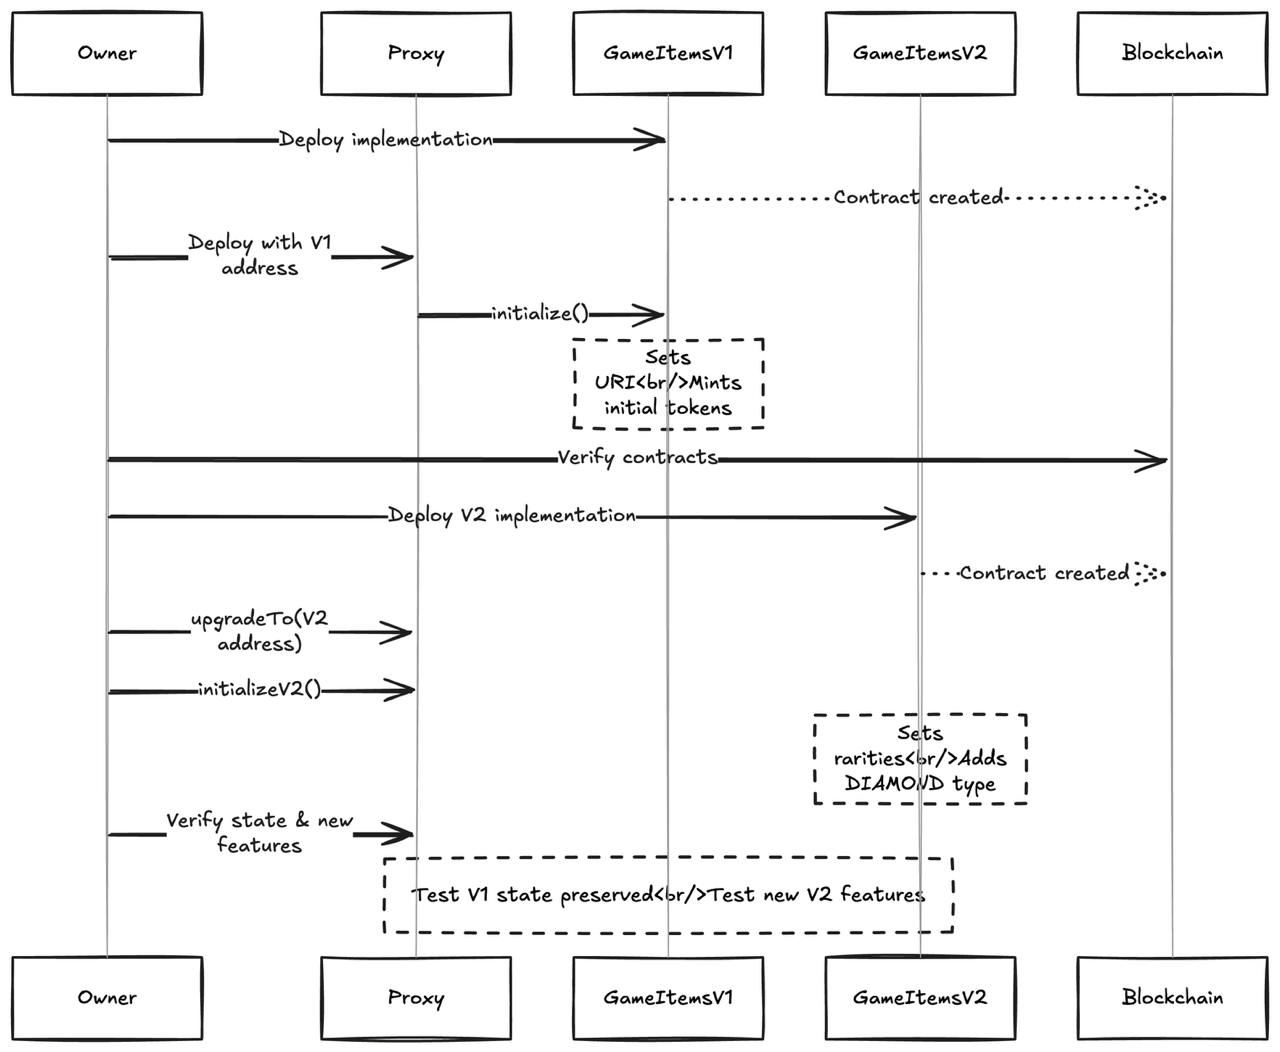 Owner
Proxy
GameItemsV1
GameItemsV2
Blockchain
Deploy implementation
Contract created
Deploy with V1
address
initialize()
Sets
URI<br/>Mints
initial tokens
Verify contracts
Deploy V2 implementation
Contract created
upgradeTo(V2
address)
initializeV2()
Sets
rarities<br/>Adds
DIAMOND type
Verify state & new
features
Test V1 state preserved<br/>Test new V2 features
Owner
Proxy
GameItemsV1
GameItemsV2
Blockchain